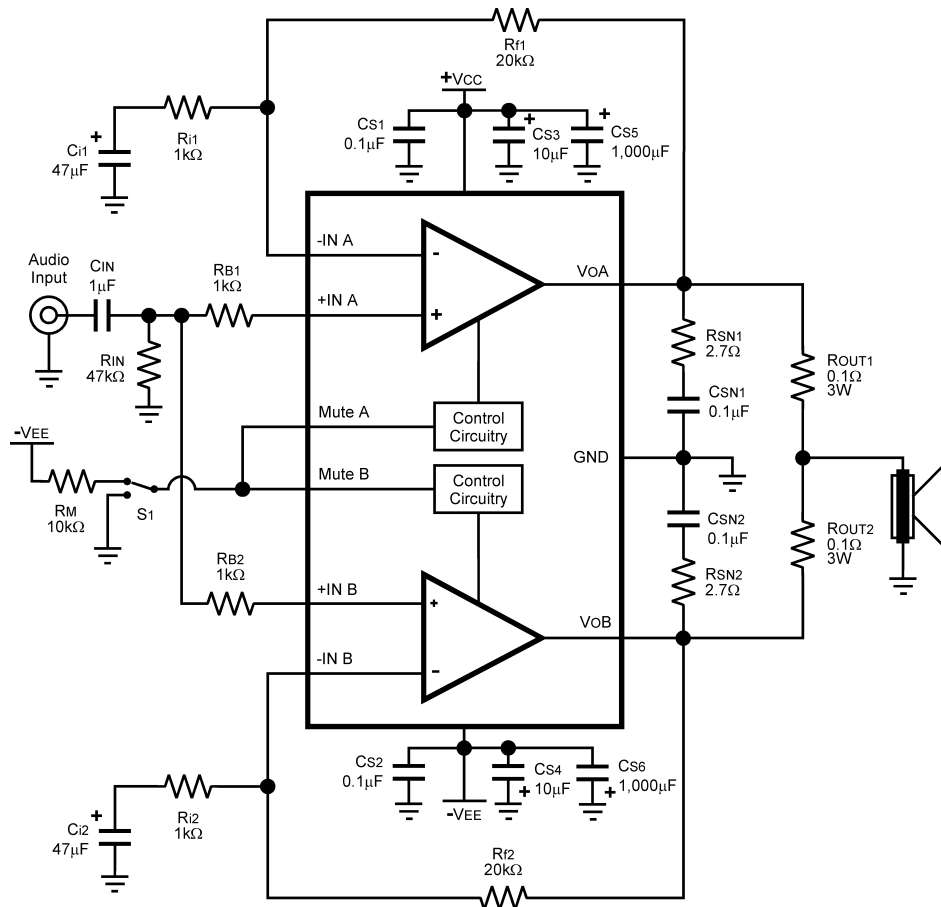 Rf1
20kΩ
+VCC
Ri1
1kΩ
Ci1
47µF
CS1
0.1µF
CS3
10µF
CS5
1,000µF
-IN A
-
Audio
Input
CIN
1µF
RB1
1kΩ
+IN A
+
VOA
RIN
47kΩ
RSN1
2.7Ω
ROUT1
0.1Ω
3W
CSN1
0.1µF
Mute A
Control
Circuitry
-VEE
GND
Mute B
Control
Circuitry
RM
10kΩ
S1
CSN2
0.1µF
ROUT2
0.1Ω
3W
RB2
1kΩ
RSN2
2.7Ω
+IN B
+
VOB
-IN B
-
CS2
0.1µF
CS4
10µF
CS6
1,000µF
-VEE
Ri2
1kΩ
Ci2
47µF
Rf2
20kΩ